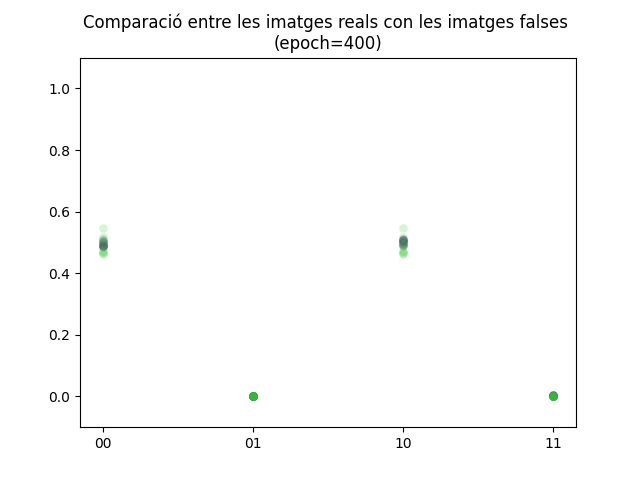 Comparació entre les imatges reals con les imatges falses
(epoch=400)
1.0
0.8
0.6
0.4
0.2
0.0
00 01 10 11